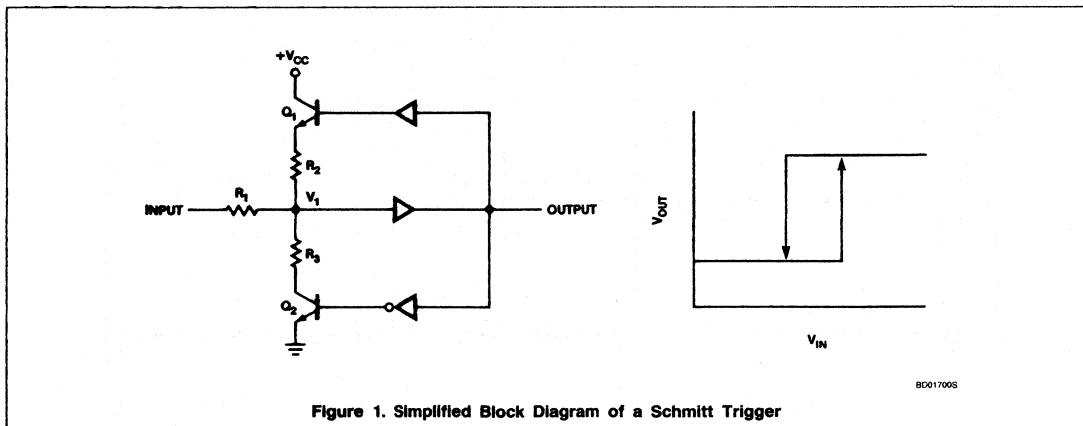 +VCC
Q1
R2
R1
V1
INPUT
OUTPUT
R3
Q2
VOUT
VIN
BD01700S
Figure 1. Simplified Block Diagram of a Schmitt Trigger